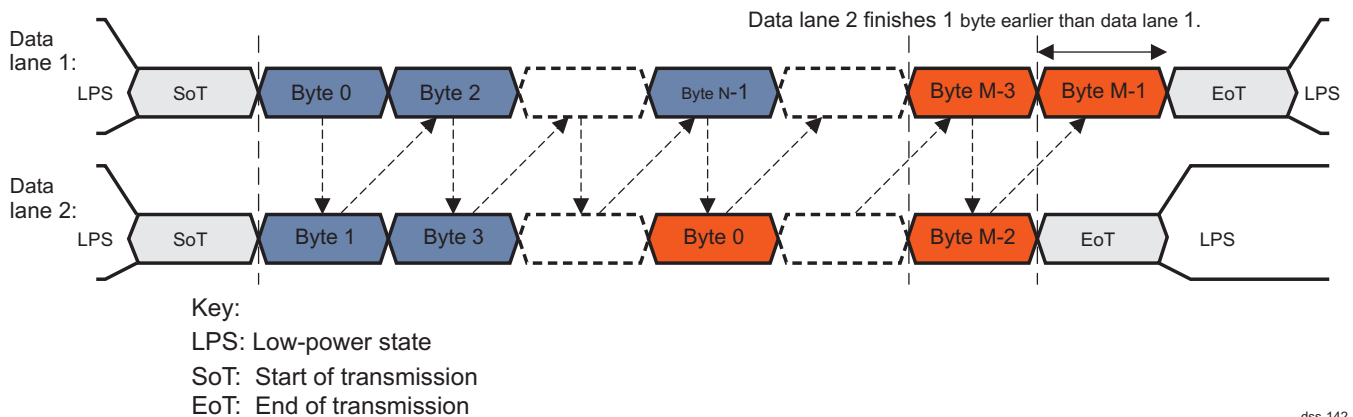 Data lane 2 finishes 1 byte earlier than data lane 1.
Data
lane 1:
LPS
SoT
Byte 0
Byte 2
Byte N-1
Byte M-3
Byte M-1
EoT
LPS
Data
lane 2:
LPS
SoT
Byte 1
Byte 3
Byte 0
Byte M-2
EoT
LPS
Key:
LPS: Low-power state
SoT: Start of transmission
EoT: End of transmission
dss-142